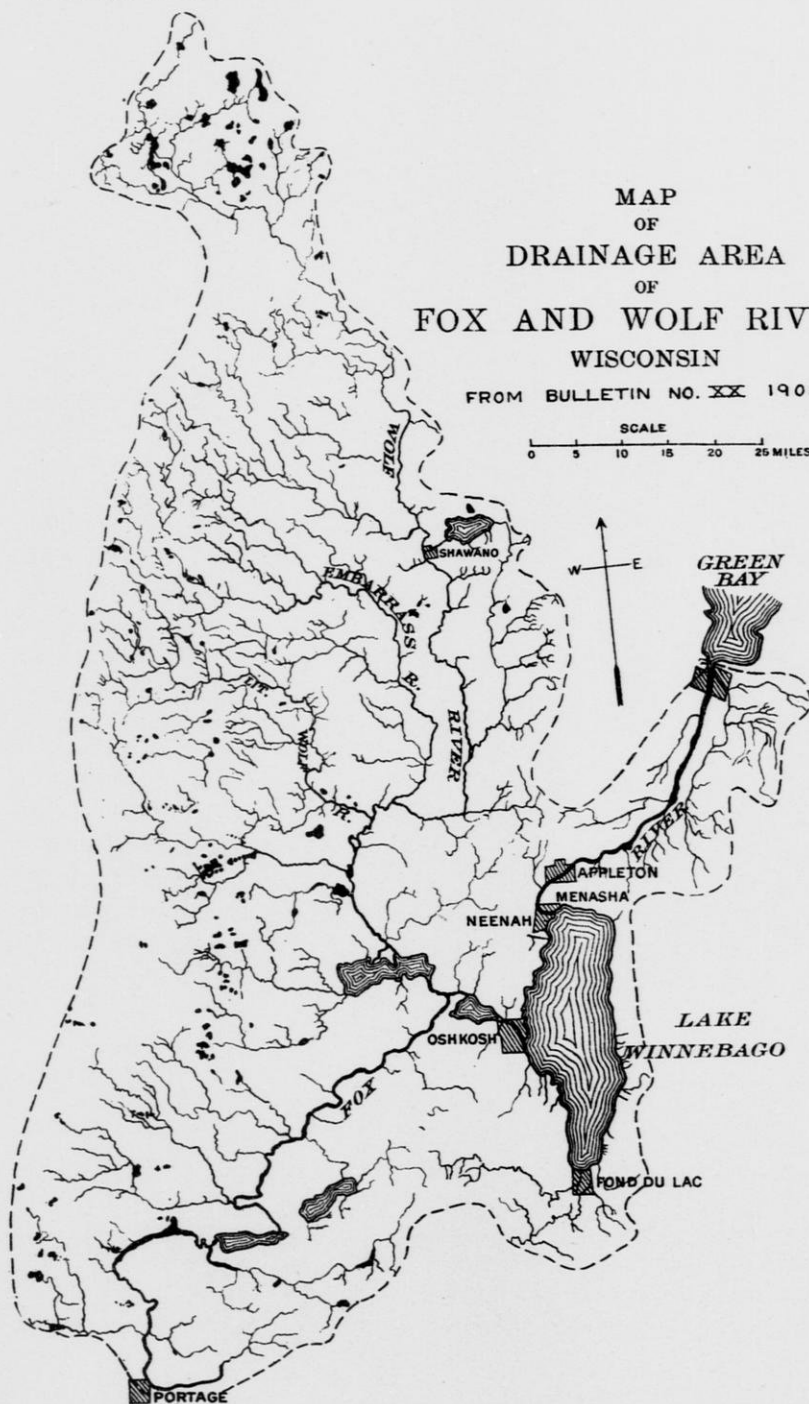 MAP
OF
DRAINAGE AREA
OF
FOX AND WOLF RIV
WISCONSIN
FROM BULLETIN NO. XX 190
SCALE
0 5 10 15 20 25 MILES
W E
WOLF
SHAWANO
GREEN
BAY
EMBARRASS R.
RIVER
LIT.
WOLF
R.
RIVER
APPLETON
MENASHA
NEENAH
OSHKOSH
LAKE
WINNEBAGO
FOX
FOND DU LAC
PORTAGE